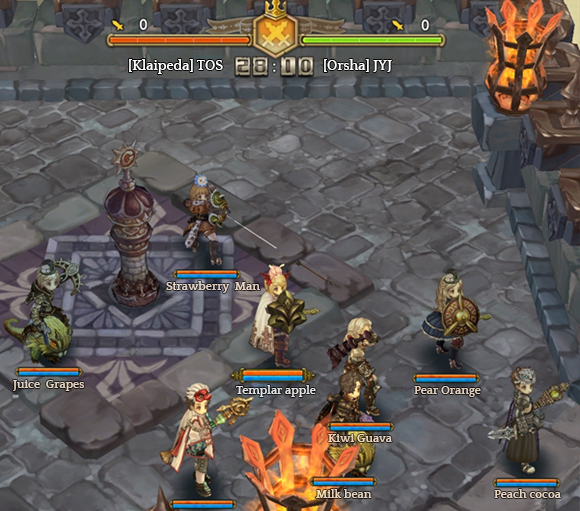 0 0
[Klaipeda] TOS 28:10 [Orsha] JYJ
Strawberry Man
Juice Grapes
Templar apple
Pear Orange
Kiwi Guava
Milk bean
Peach cocoa